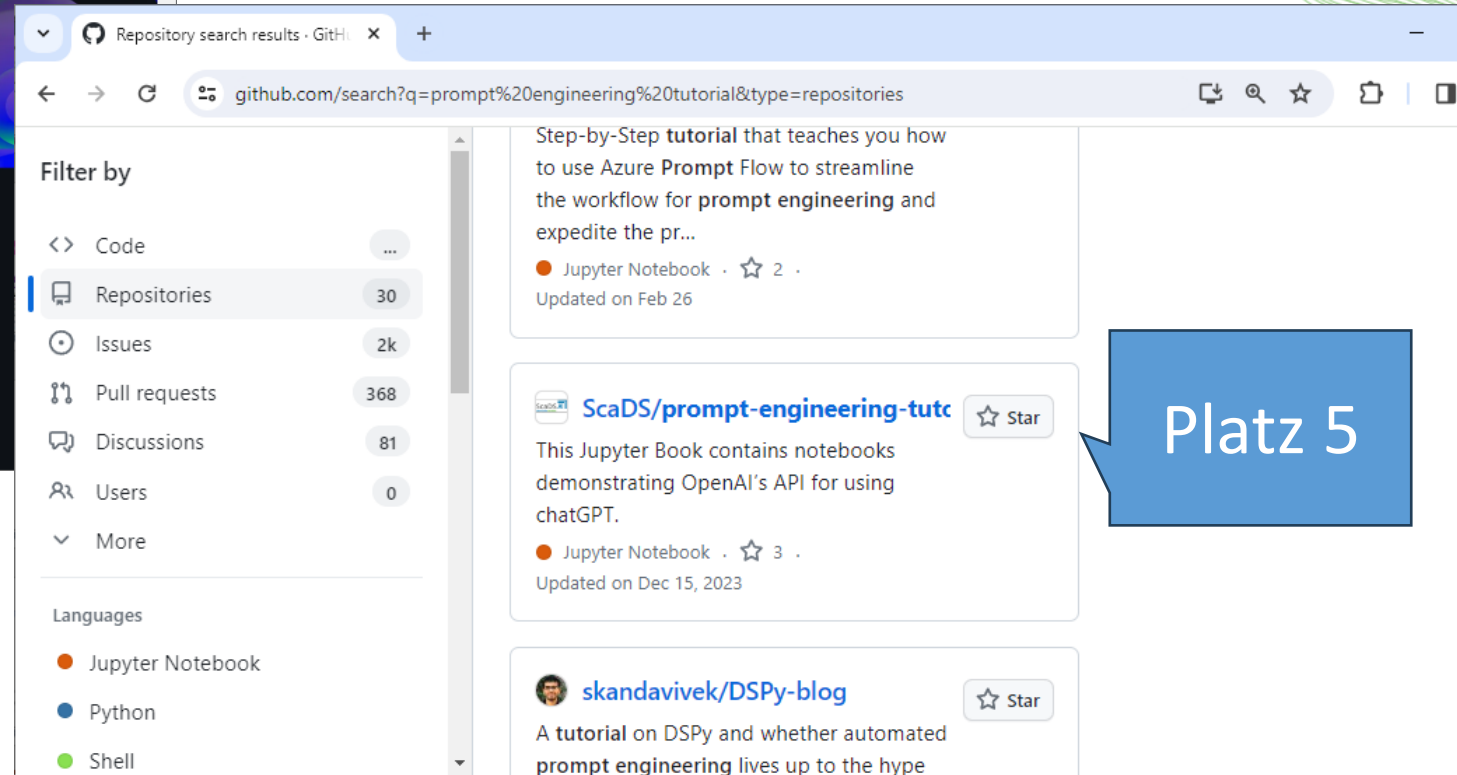 Repository search results · GitH
github.com/search?q=prompt%20engineering%20tutorial&type=repositories
Filter by
Code ...
Repositories 30
Issues 2k
Pull requests 368
Discussions 81
Users 0
More
Languages
Jupyter Notebook
Python
Shell
Step-by-Step tutorial that teaches you how
to use Azure Prompt Flow to streamline
the workflow for prompt engineering and
expedite the pr...
Jupyter Notebook · 2 ·
Updated on Feb 26
ScaDS/prompt-engineering-tuto
Star
This Jupyter Book contains notebooks
demonstrating OpenAI's API for using
chatGPT.
Jupyter Notebook · 3 ·
Updated on Dec 15, 2023
skandavivek/DSPy-blog
Star
A tutorial on DSPy and whether automated
prompt engineering lives up to the hype
Platz 5